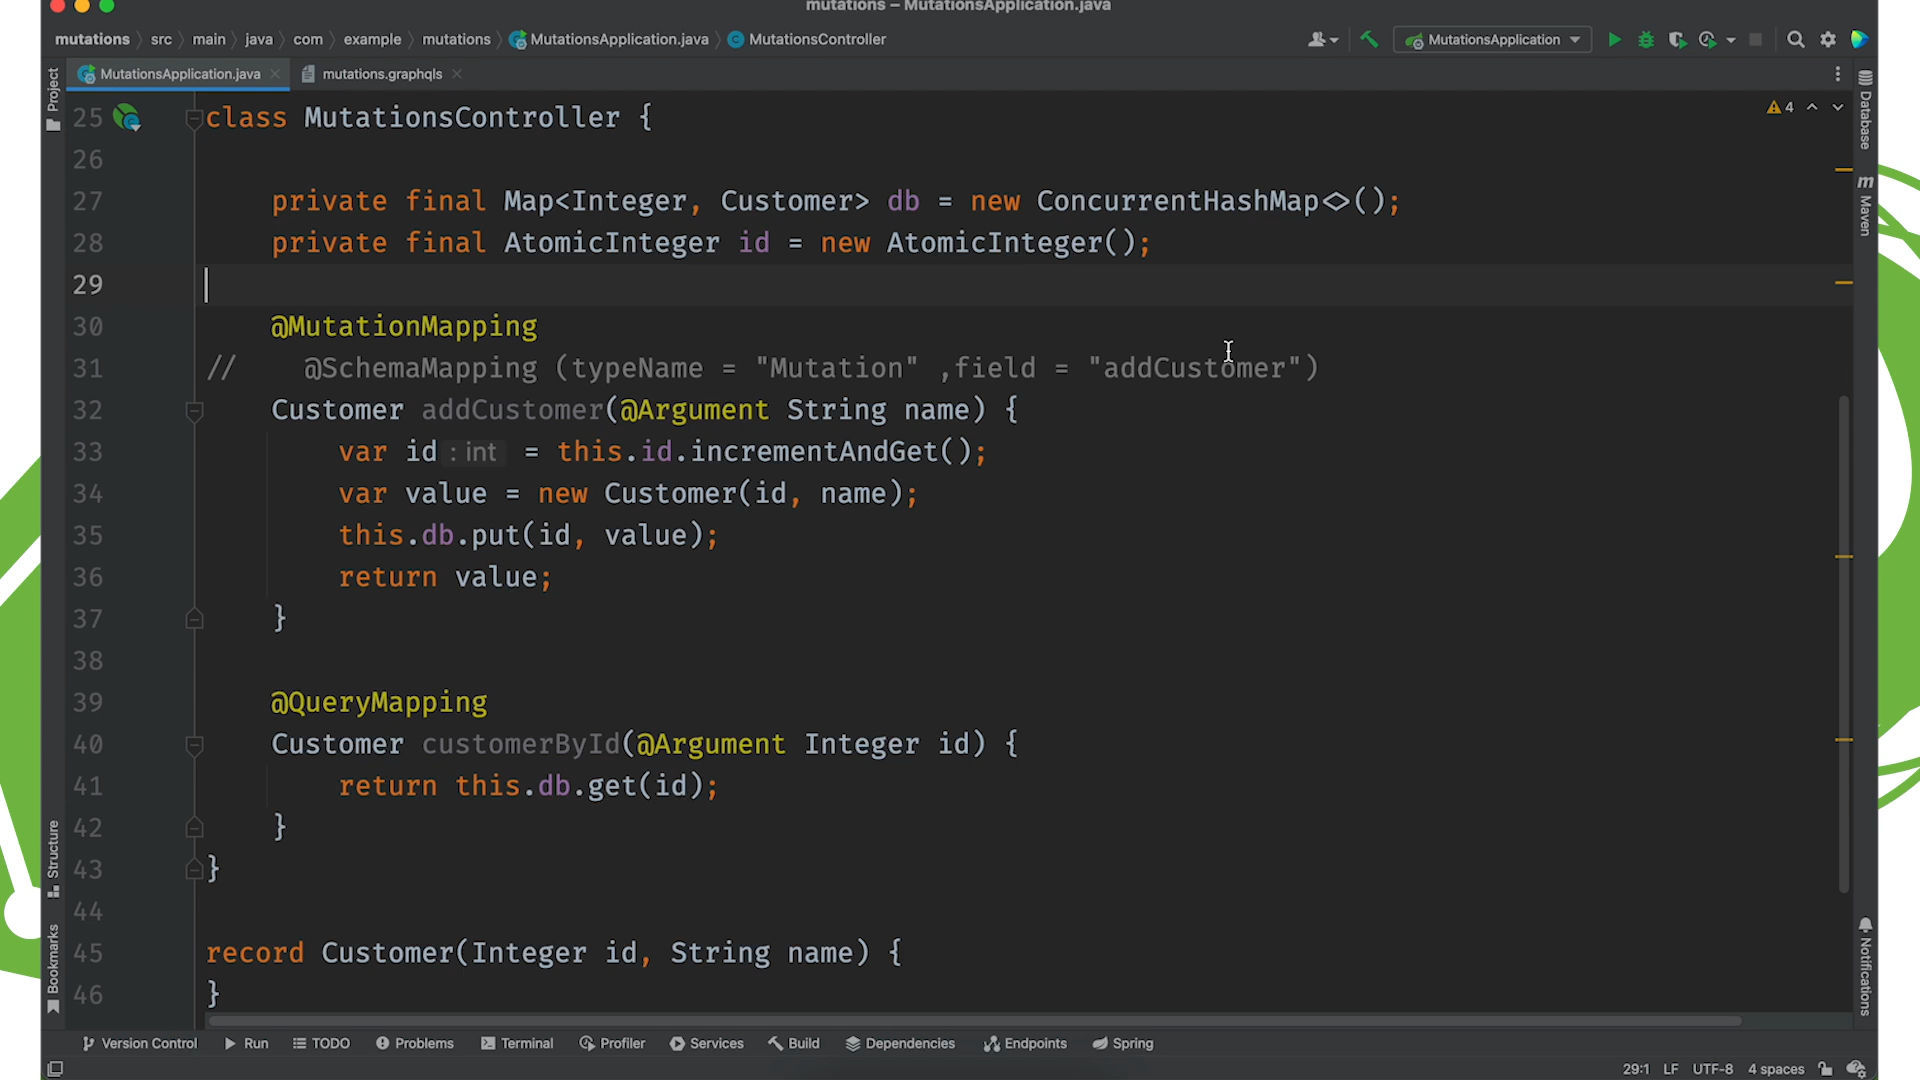 mutations – MutationsApplication.java
mutations src main java com example mutations MutationsApplication.java MutationsController
MutationsApplication
MutationsApplication.java mutations.graphqls
Project
Database
Maven
4
25 class MutationsController {
26
27 private final Map<Integer, Customer> db = new ConcurrentHashMap<>();
28 private final AtomicInteger id = new AtomicInteger();
29
30 @MutationMapping
31 // @SchemaMapping (typeName = "Mutation" ,field = "addCustomer")
32 Customer addCustomer(@Argument String name) {
33 var id : int = this.id.incrementAndGet();
34 var value = new Customer(id, name);
35 this.db.put(id, value);
36 return value;
37 }
38
39 @QueryMapping
40 Customer customerById(@Argument Integer id) {
41 return this.db.get(id);
42 }
43 }
44
45 record Customer(Integer id, String name) {
46 }
Structure
Bookmarks
Notifications
Version Control Run TODO Problems Terminal Profiler Services Build Dependencies Endpoints Spring
29:1 LF UTF-8 4 spaces